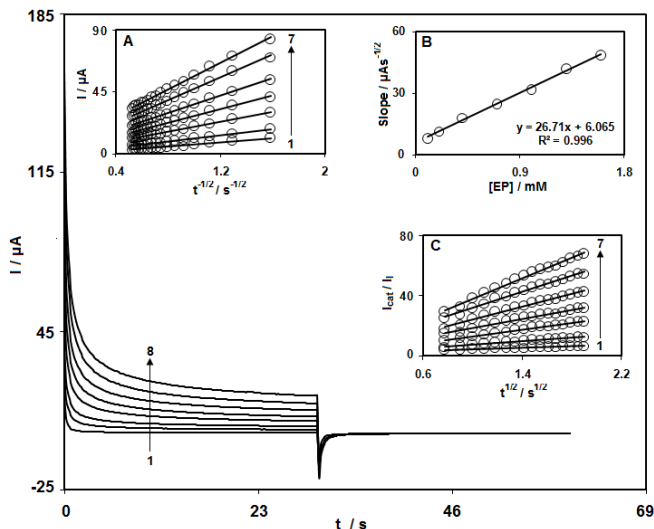 185
115
45
-25
I / µA
0
23
46
69
t / s
8
1
A
90
45
0
I / µA
0.4
1.2
2
t-1/2 / s-1/2
7
1
B
60
30
0
Slope / µAs-1/2
0
0.9
1.8
[EP] / mM
y = 26.71x + 6.065
R² = 0.996
C
80
40
0
Icat / Il
0.6
1.4
2.2
t1/2 / s1/2
7
1